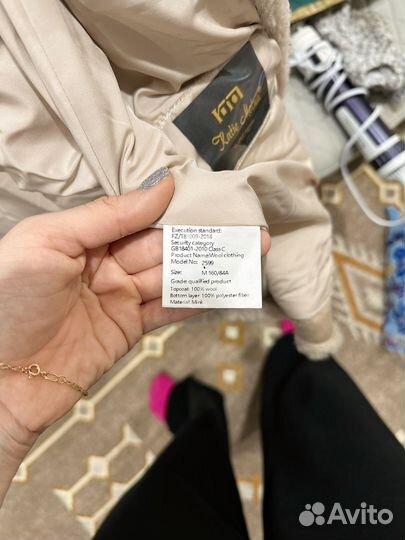 Execution standard:
FZ/T81007-2014
Security category
GB18401-2010 Class C
Product Name:Wool clothing
Model No: 2599
Size: M 160/84A
Grade: qualified product
Topcoat: 100% wool
Bottom layer: 100% polyester fiber
Material: Mink
Avito